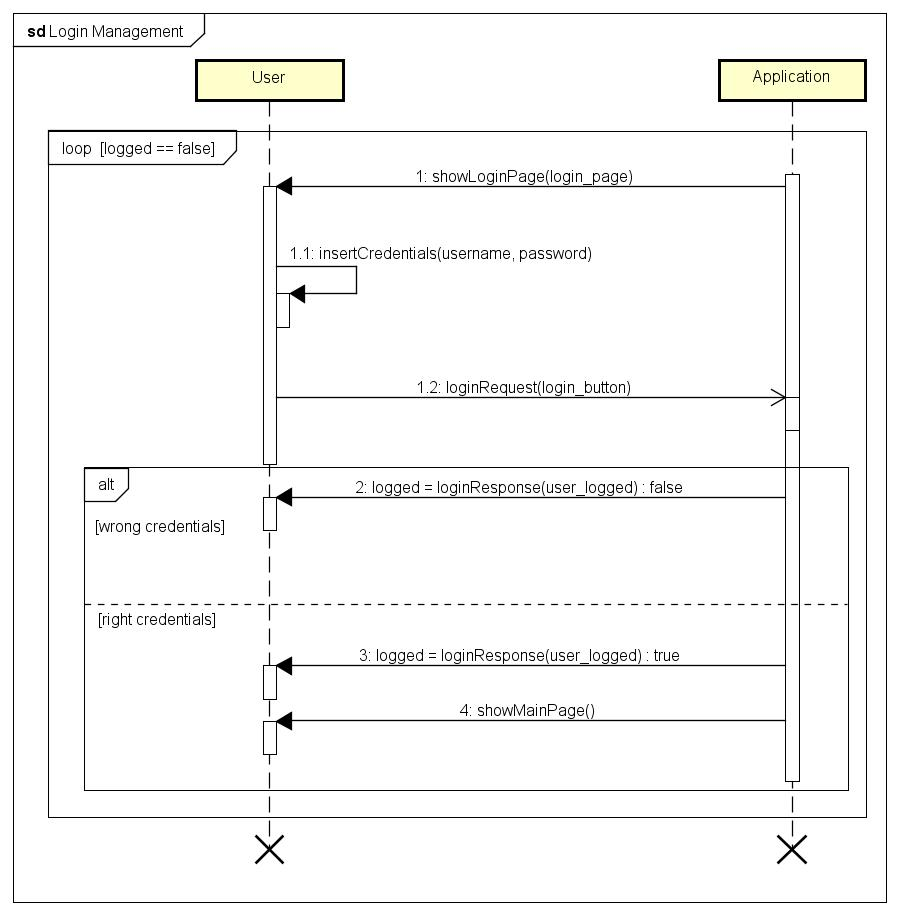 sd Login Management
User
Application
loop [logged == false]
1: showLoginPage(login_page)
1.1: insertCredentials(username, password)
1.2: loginRequest(login_button)
alt
2: logged = loginResponse(user_logged) : false
[wrong credentials]
[right credentials]
3: logged = loginResponse(user_logged) : true
4: showMainPage()